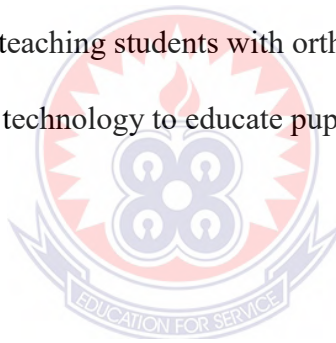 teaching students with orth
technology to educate pup
EDUCATION FOR SERVICE